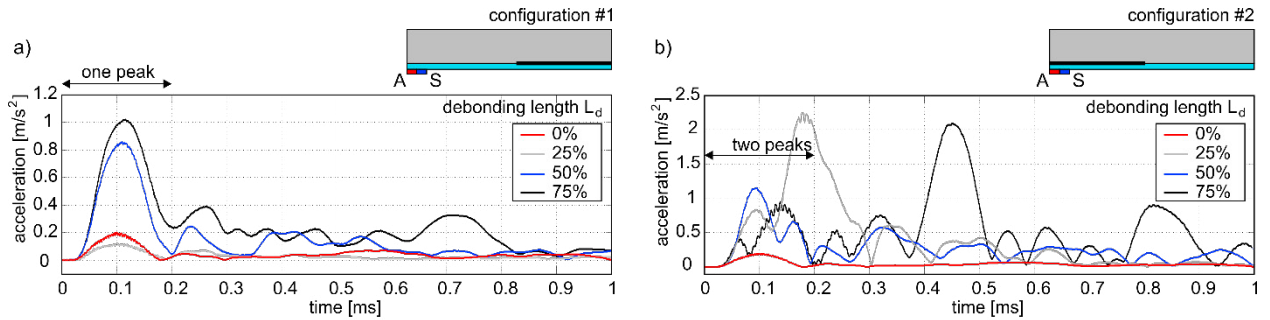 configuration #1
a)
A S
one peak
debonding length L_d
0%
25%
50%
75%
acceleration [m/s²]
1.2
1
0.8
0.6
0.4
0.2
0
0 0.1 0.2 0.3 0.4 0.5 0.6 0.7 0.8 0.9 1
time [ms]
configuration #2
b)
A S
two peaks
debonding length L_d
0%
25%
50%
75%
acceleration [m/s²]
2.5
2
1.5
1
0.5
0
0 0.1 0.2 0.3 0.4 0.5 0.6 0.7 0.8 0.9 1
time [ms]